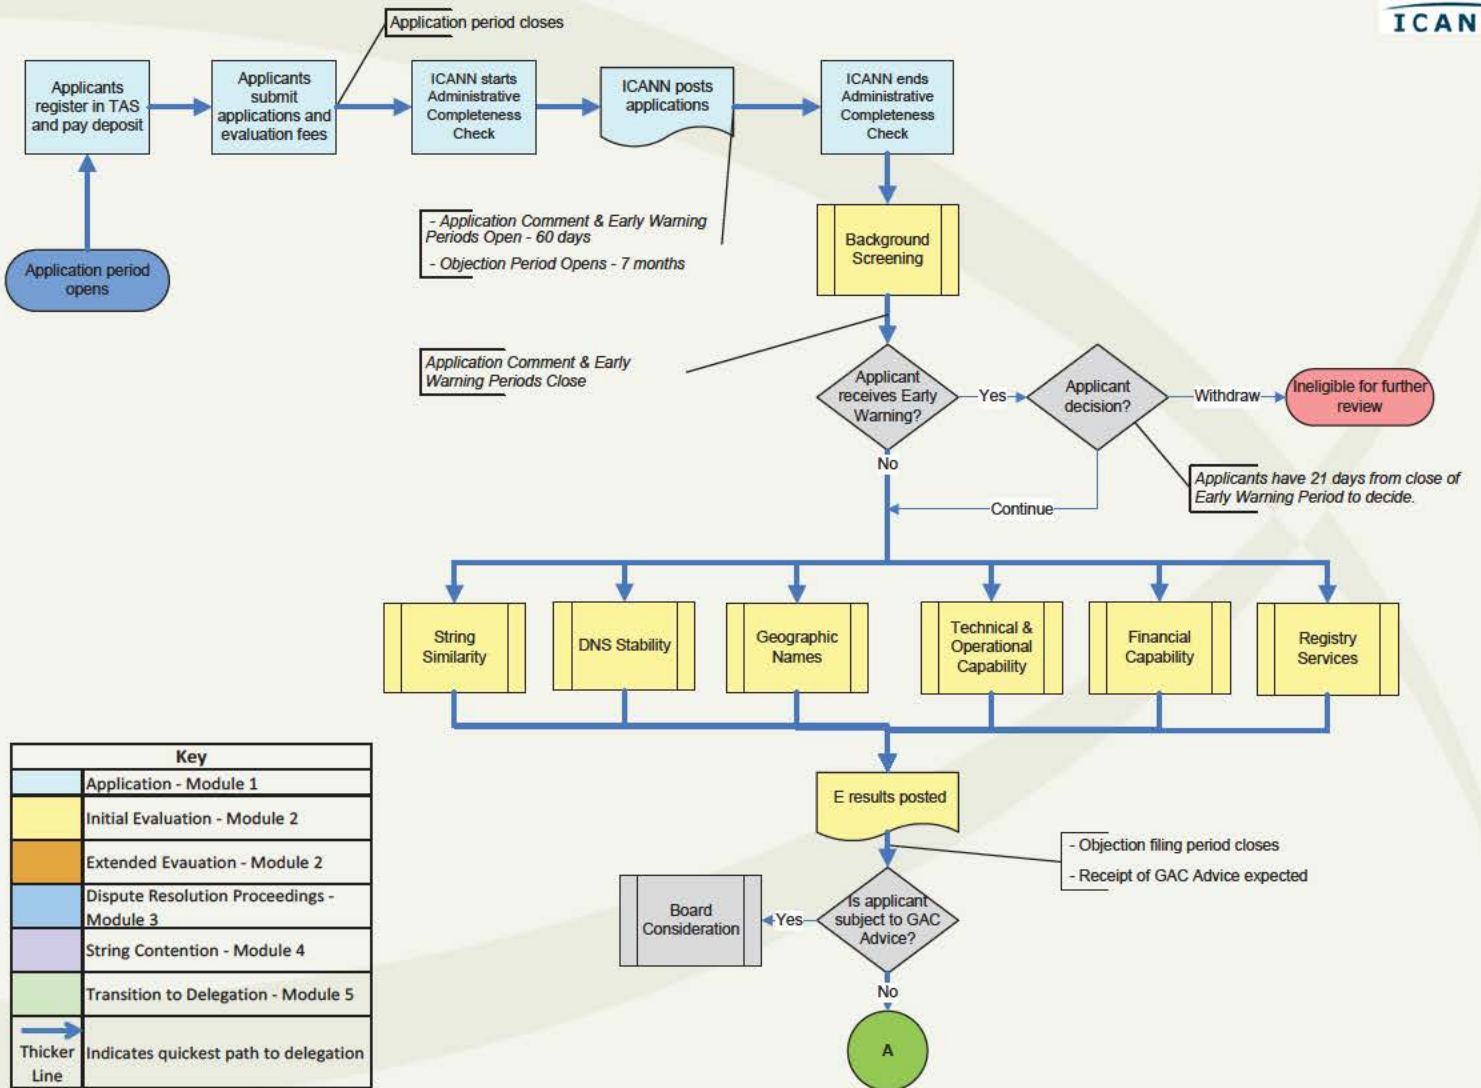 ICAN
Application period closes
Applicants
register in TAS
and pay deposit
Applicants
submit
applications and
evaluation fees
ICANN starts
Administrative
Completeness
Check
ICANN posts
applications
ICANN ends
Administrative
Completeness
Check
Application period
opens
- Application Comment & Early Warning
Periods Open - 60 days
- Objection Period Opens - 7 months
Background
Screening
Application Comment & Early
Warning Periods Close
Applicant
receives Early
Warning?
Yes
Applicant
decision?
Withdraw
Ineligible for further
review
No
Applicants have 21 days from close of
Early Warning Period to decide.
Continue
String
Similarity
DNS Stability
Geographic
Names
Technical &
Operational
Capability
Financial
Capability
Registry
Services
E results posted
- Objection filing period closes
- Receipt of GAC Advice expected
Is applicant
subject to GAC
Advice?
Yes
Board
Consideration
No
A
Key
Application - Module 1
Initial Evaluation - Module 2
Extended Evauation - Module 2
Dispute Resolution Proceedings -
Module 3
String Contention - Module 4
Transition to Delegation - Module 5
Thicker
Line
Indicates quickest path to delegation